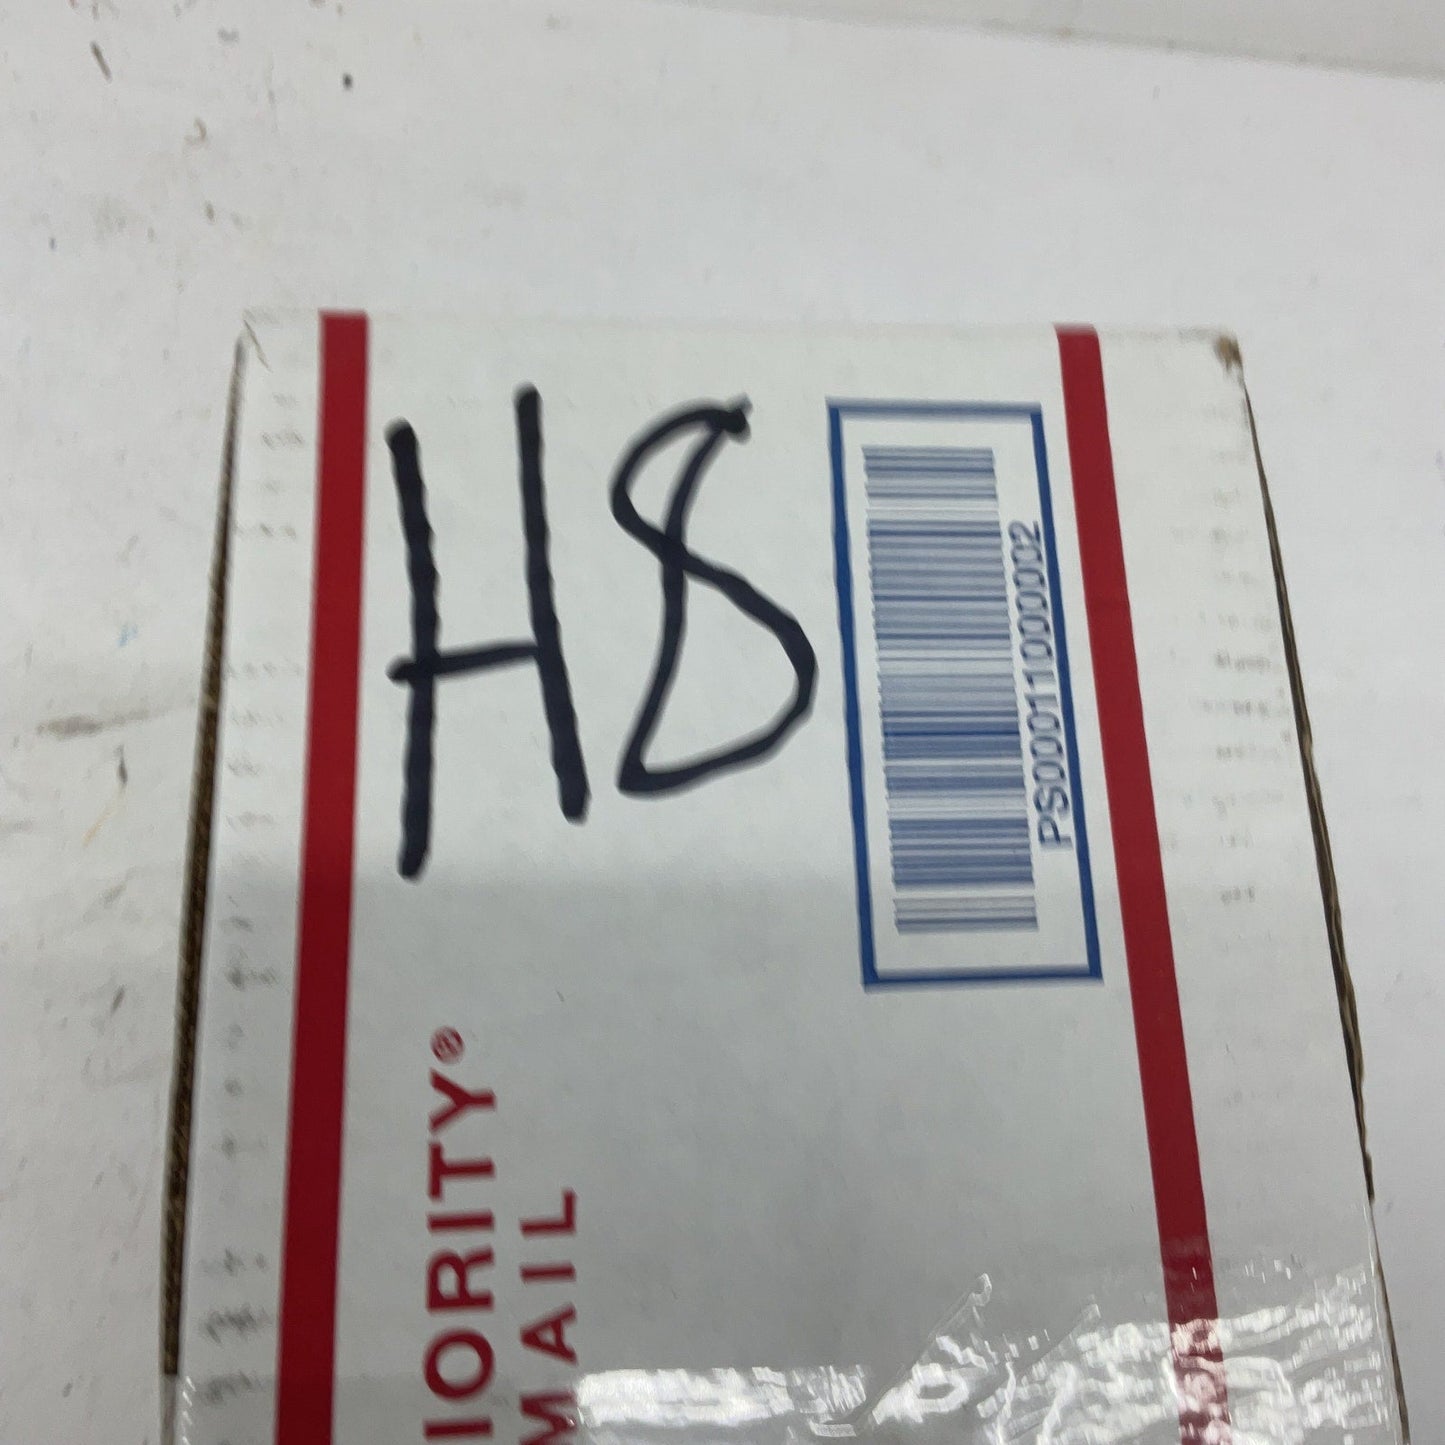 H8
PS00011000002
IORITY®
MAIL